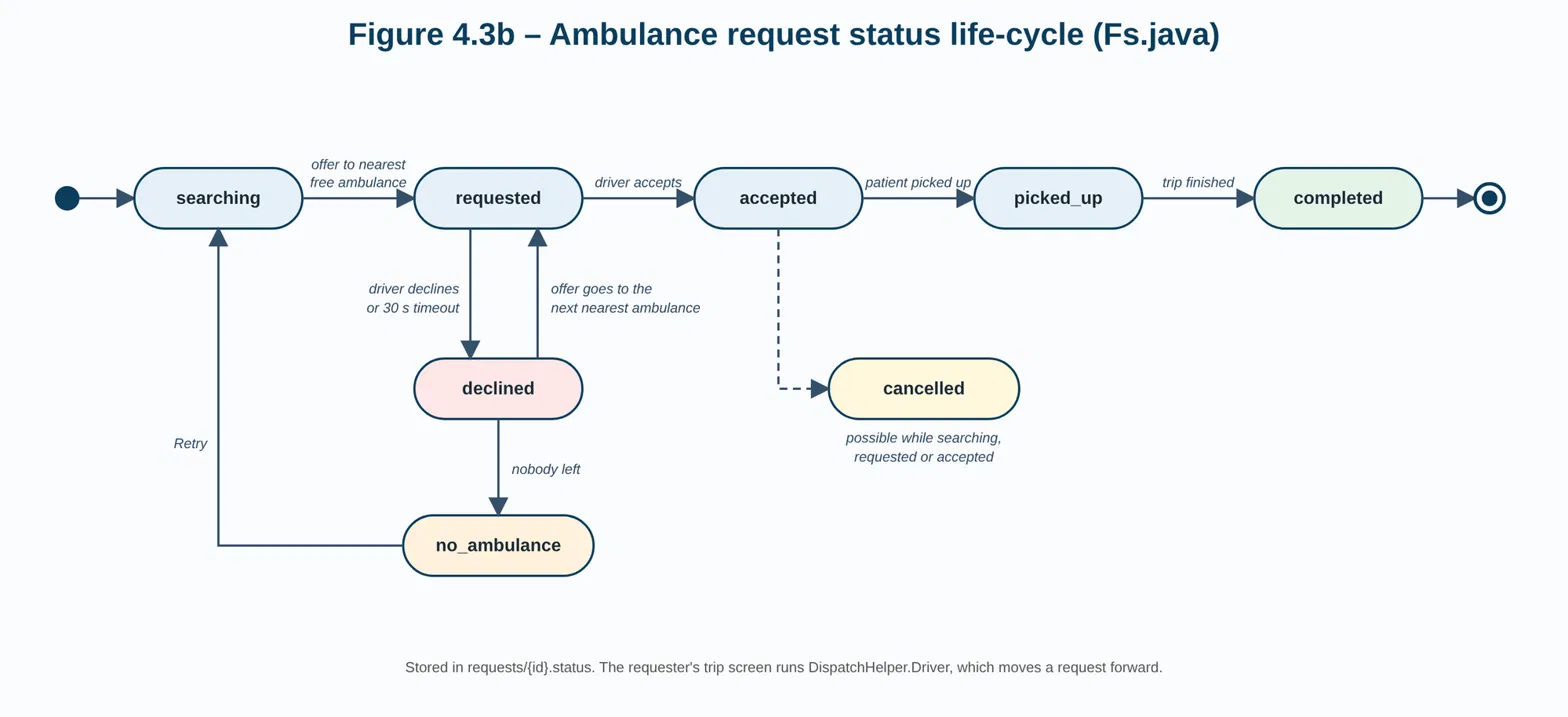 Figure 4.3b – Ambulance request status life-cycle (Fs.java)
offer to nearest
free ambulance
driver accepts
patient picked up
trip finished
searching
requested
accepted
picked_up
completed
driver declines
or 30 s timeout
offer goes to the
next nearest ambulance
declined
cancelled
possible while searching,
requested or accepted
Retry
nobody left
no_ambulance
Stored in requests/{id}.status. The requester's trip screen runs DispatchHelper.Driver, which moves a request forward.